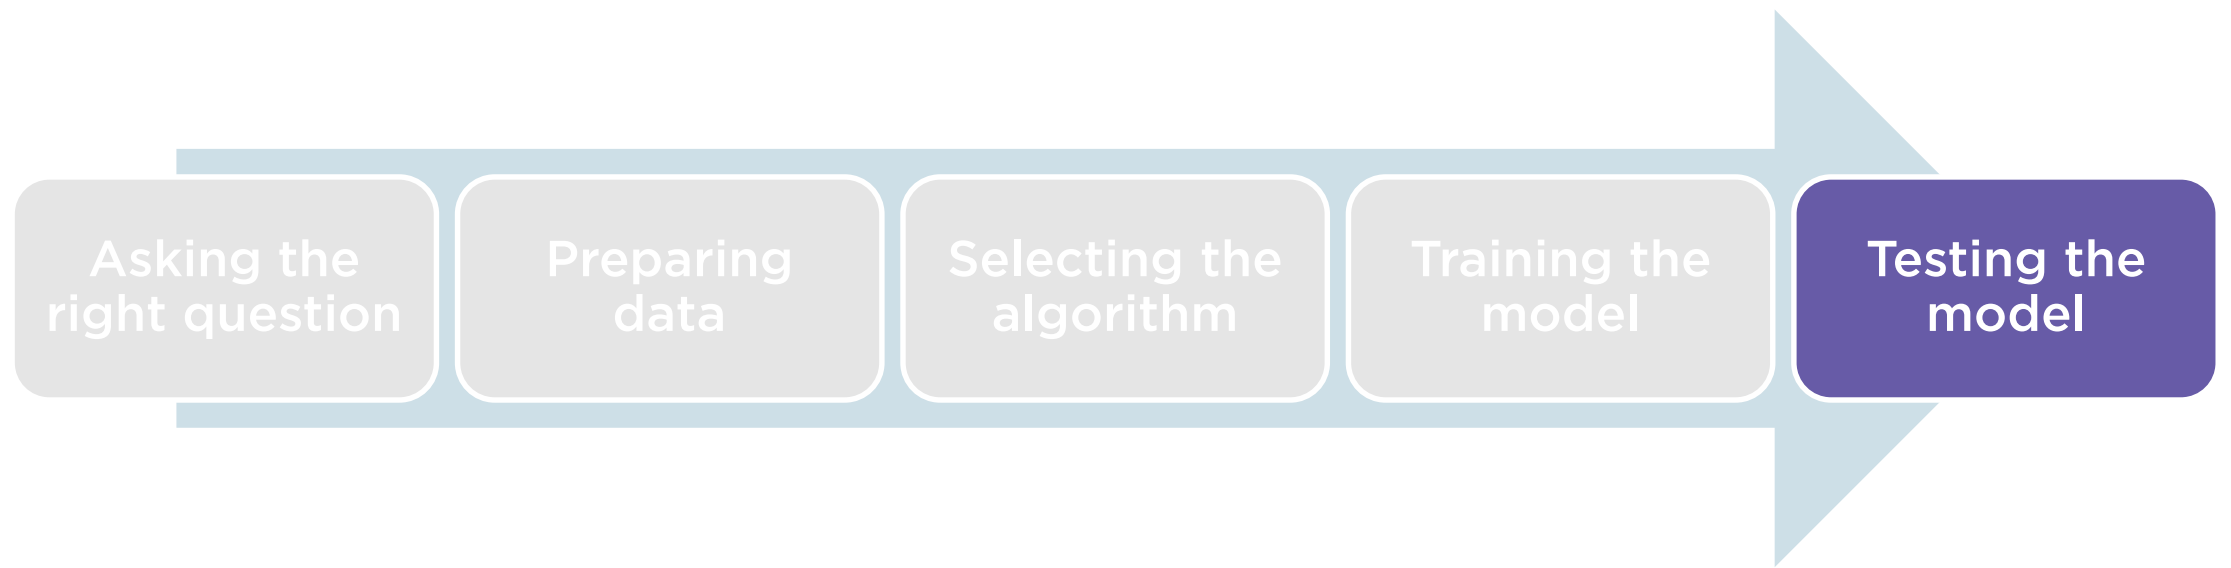 Asking the
right question
Preparing
data
Selecting the
algorithm
Training the
model
Testing the
model